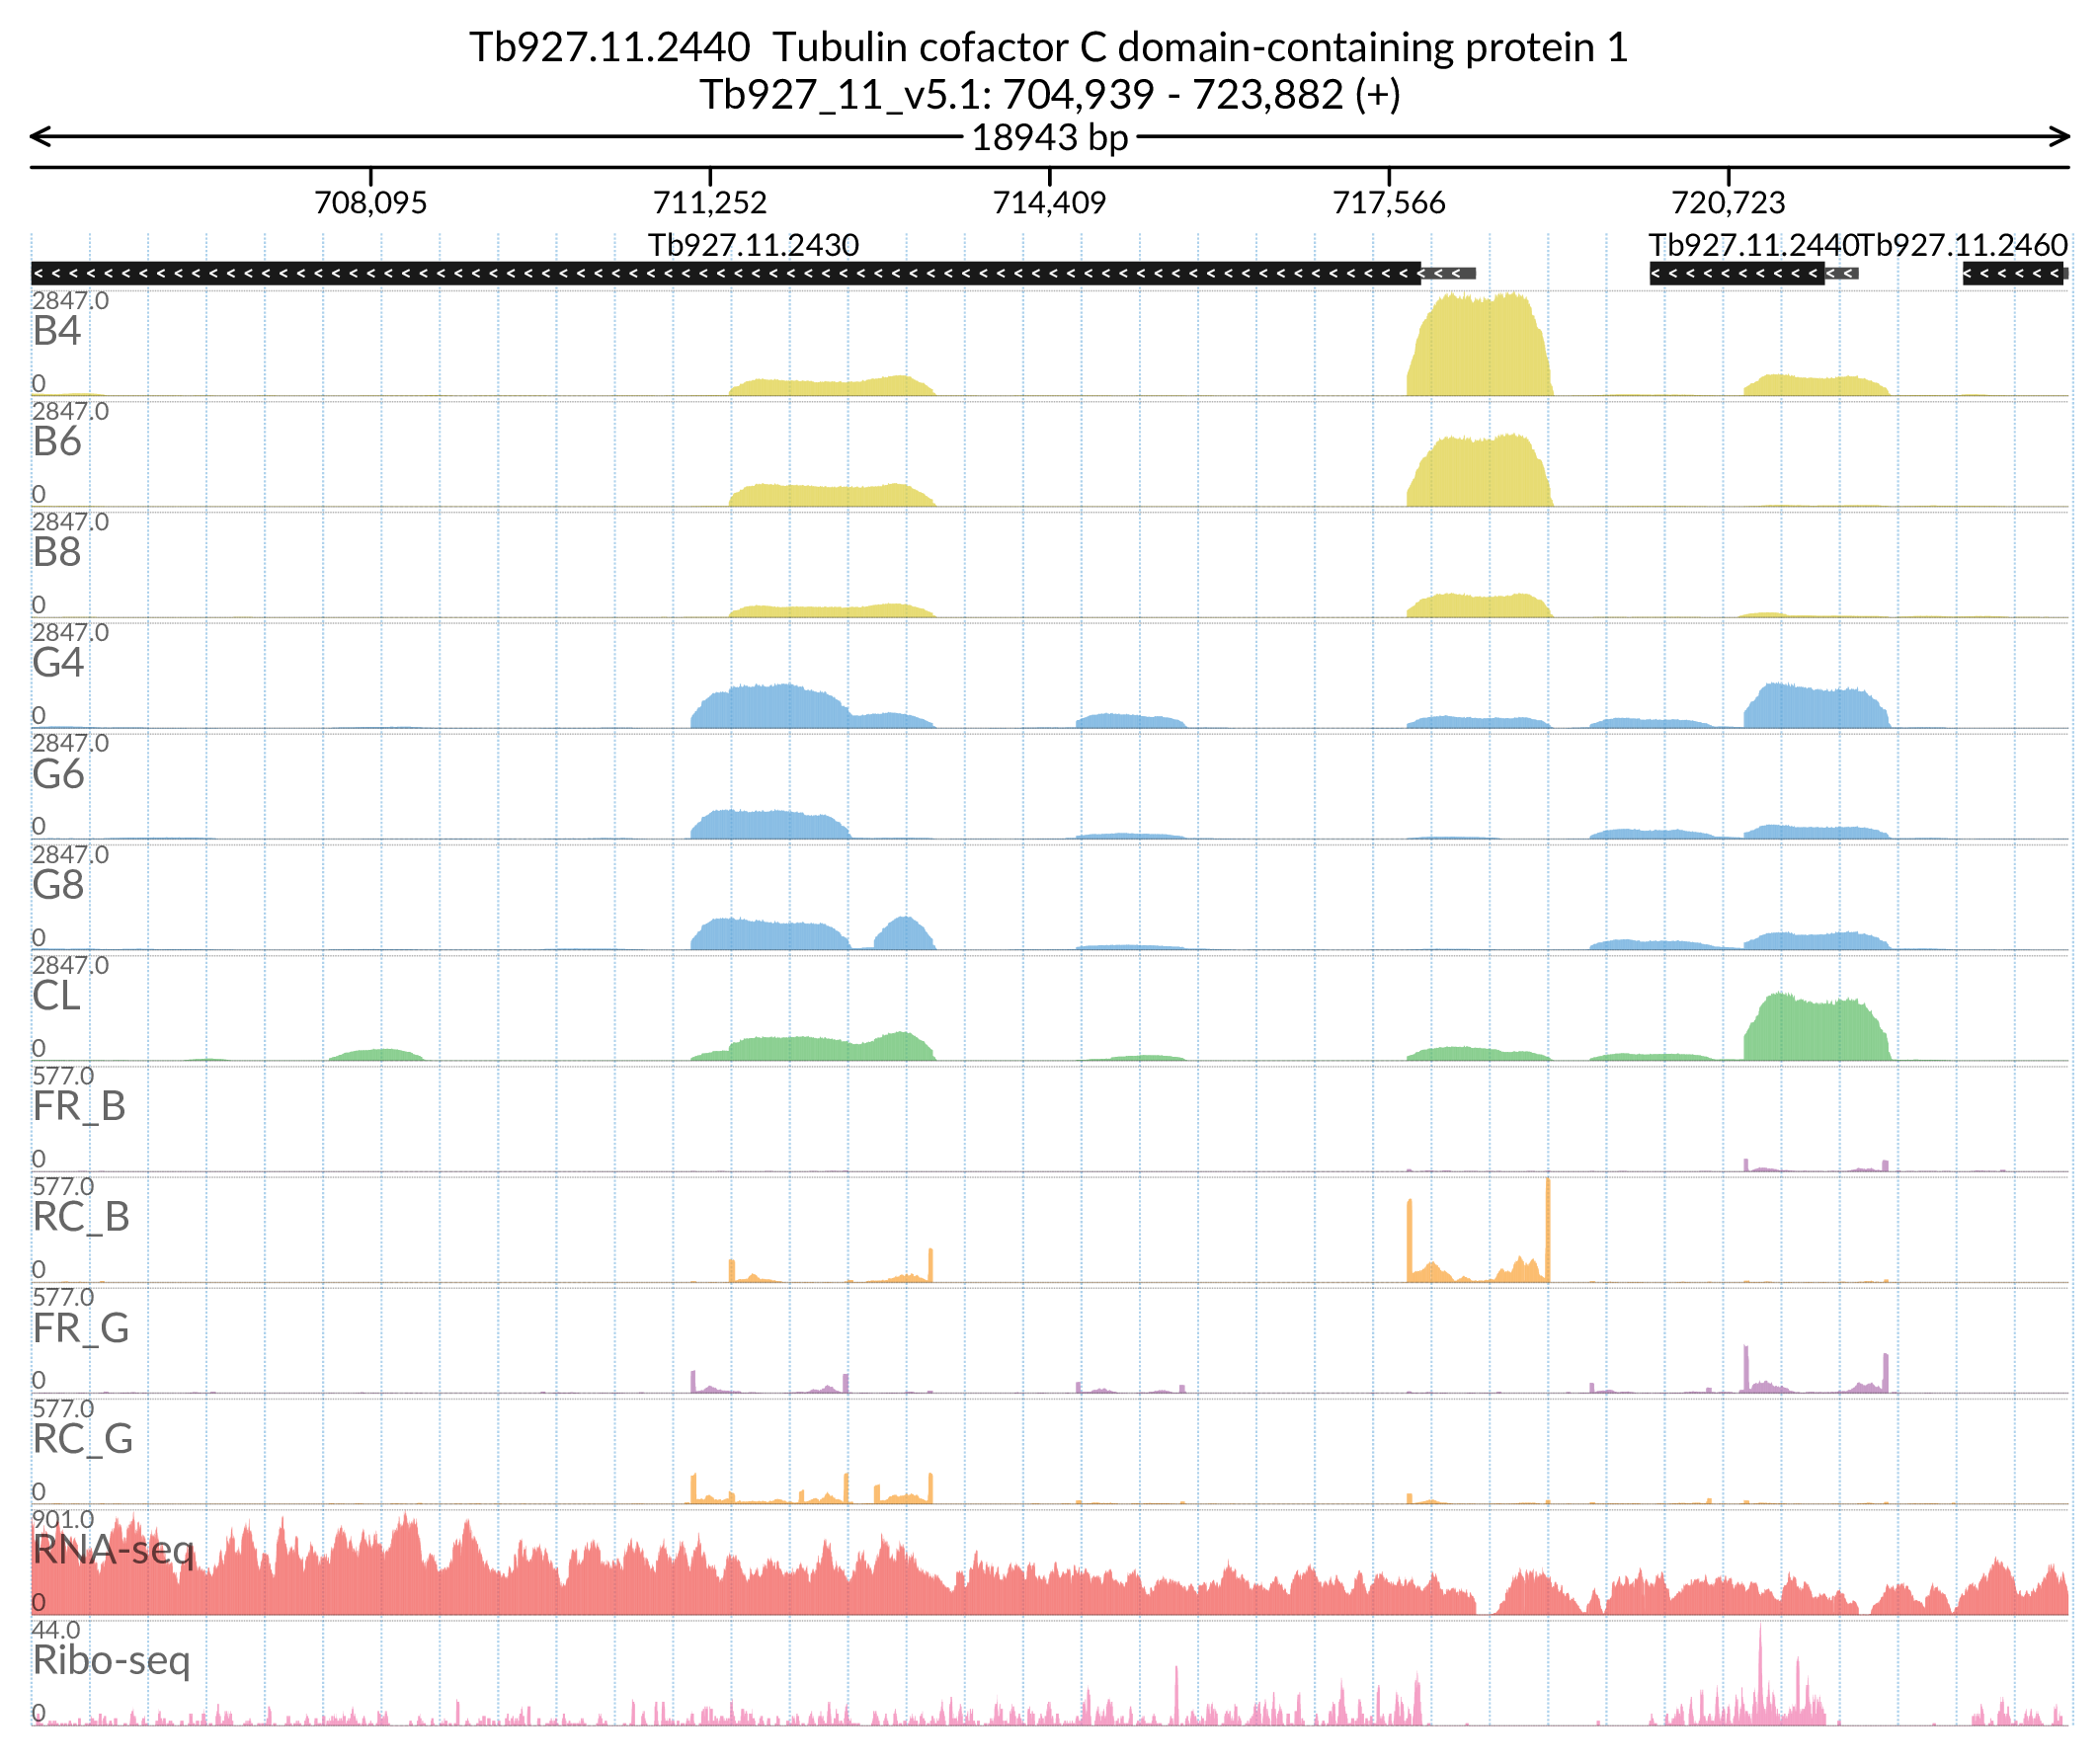 Tb927.11.2440  Tubulin cofactor C domain-containing protein 1
Tb927_11_v5.1: 704,939 - 723,882 (+)
18943 bp
708,095 711,252 714,409 717,566 720,723
Tb927.11.2430 Tb927.11.2440 Tb927.11.2460
2847.0
B4
0
2847.0
B6
0
2847.0
B8
0
2847.0
G4
0
2847.0
G6
0
2847.0
G8
0
2847.0
CL
0
577.0
FR_B
0
577.0
RC_B
0
577.0
FR_G
0
577.0
RC_G
0
901.0
RNA-seq
0
44.0
Ribo-seq
0